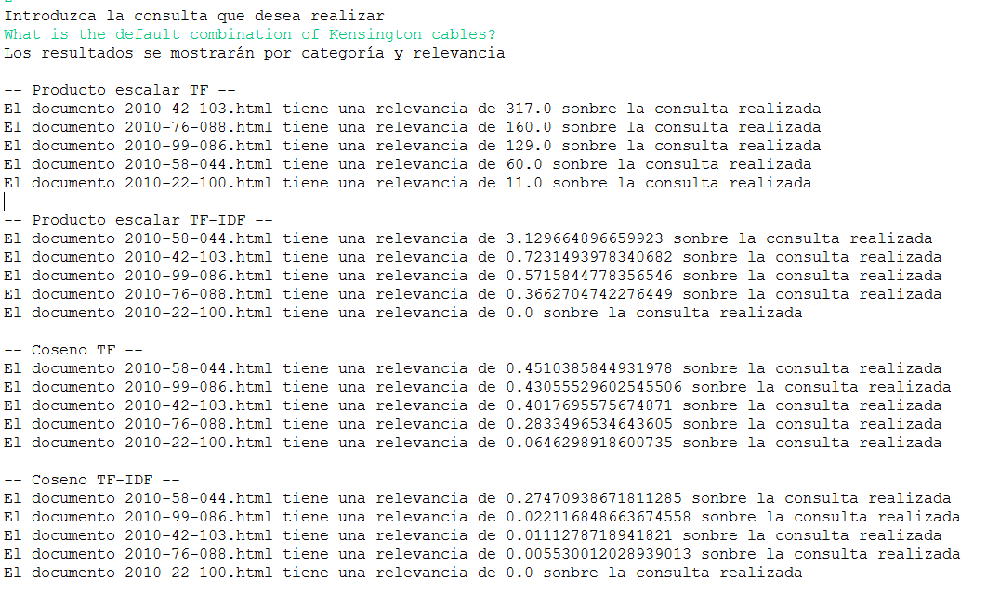 Introduzca la consulta que desea realizar
What is the default combination of Kensington cables?
Los resultados se mostrarán por categoría y relevancia
-- Producto escalar TF --
El documento 2010-42-103.html tiene una relevancia de 317.0 sonbre la consulta realizada
El documento 2010-76-088.html tiene una relevancia de 160.0 sonbre la consulta realizada
El documento 2010-99-086.html tiene una relevancia de 129.0 sonbre la consulta realizada
El documento 2010-58-044.html tiene una relevancia de 60.0 sonbre la consulta realizada
El documento 2010-22-100.html tiene una relevancia de 11.0 sonbre la consulta realizada
-- Producto escalar TF-IDF --
El documento 2010-58-044.html tiene una relevancia de 3.129664896659923 sonbre la consulta realizada
El documento 2010-42-103.html tiene una relevancia de 0.7231493978340682 sonbre la consulta realizada
El documento 2010-99-086.html tiene una relevancia de 0.5715844778356546 sonbre la consulta realizada
El documento 2010-76-088.html tiene una relevancia de 0.3662704742276449 sonbre la consulta realizada
El documento 2010-22-100.html tiene una relevancia de 0.0 sonbre la consulta realizada
-- Coseno TF --
El documento 2010-58-044.html tiene una relevancia de 0.4510385844931978 sonbre la consulta realizada
El documento 2010-99-086.html tiene una relevancia de 0.43055529602545506 sonbre la consulta realizada
El documento 2010-42-103.html tiene una relevancia de 0.4017695575674871 sonbre la consulta realizada
El documento 2010-76-088.html tiene una relevancia de 0.2833496534643605 sonbre la consulta realizada
El documento 2010-22-100.html tiene una relevancia de 0.0646298918600735 sonbre la consulta realizada
-- Coseno TF-IDF --
El documento 2010-58-044.html tiene una relevancia de 0.27470938671811285 sonbre la consulta realizada
El documento 2010-99-086.html tiene una relevancia de 0.022116848663674558 sonbre la consulta realizada
El documento 2010-42-103.html tiene una relevancia de 0.0111278718941821 sonbre la consulta realizada
El documento 2010-76-088.html tiene una relevancia de 0.005530012028939013 sonbre la consulta realizada
El documento 2010-22-100.html tiene una relevancia de 0.0 sonbre la consulta realizada